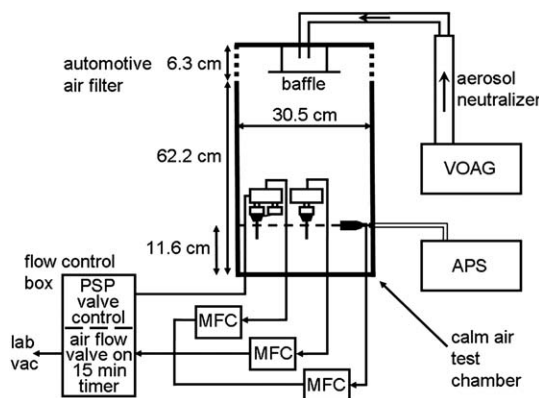 automotive
air filter
6.3 cm
baffle
aerosol
neutralizer
30.5 cm
62.2 cm
VOAG
11.6 cm
APS
flow control
box
PSP
valve
control
air flow
valve on
15 min
timer
lab
vac
MFC
MFC
MFC
calm air
test
chamber